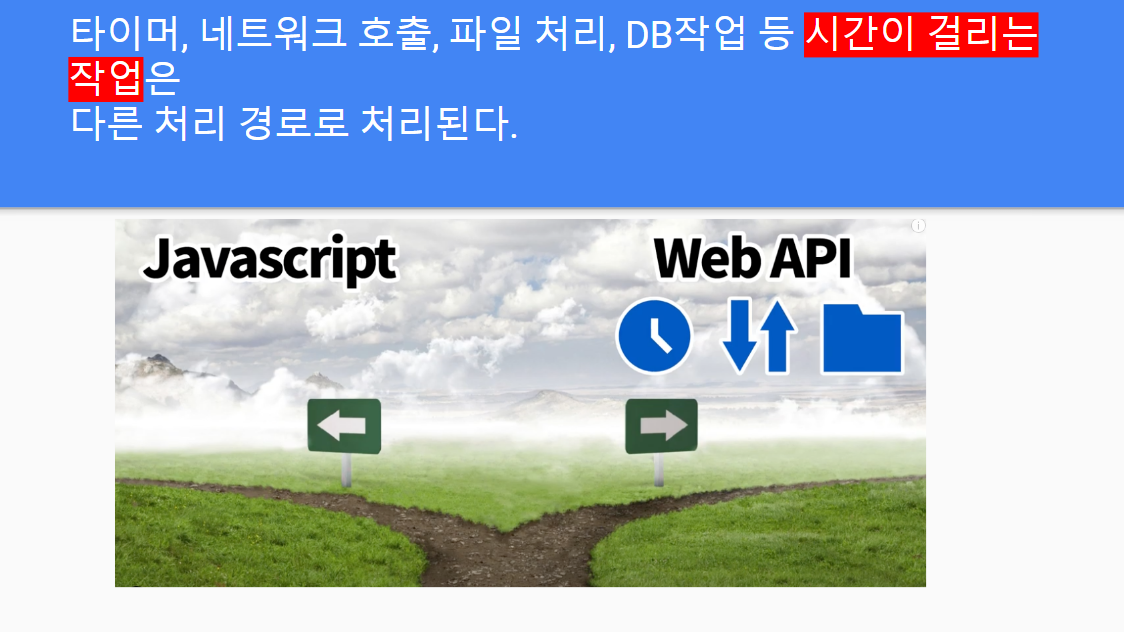 타이머, 네트워크 호출, 파일 처리, DB작업 등 시간이 걸리는
작업은
다른 처리 경로로 처리된다.
Javascript
Web API